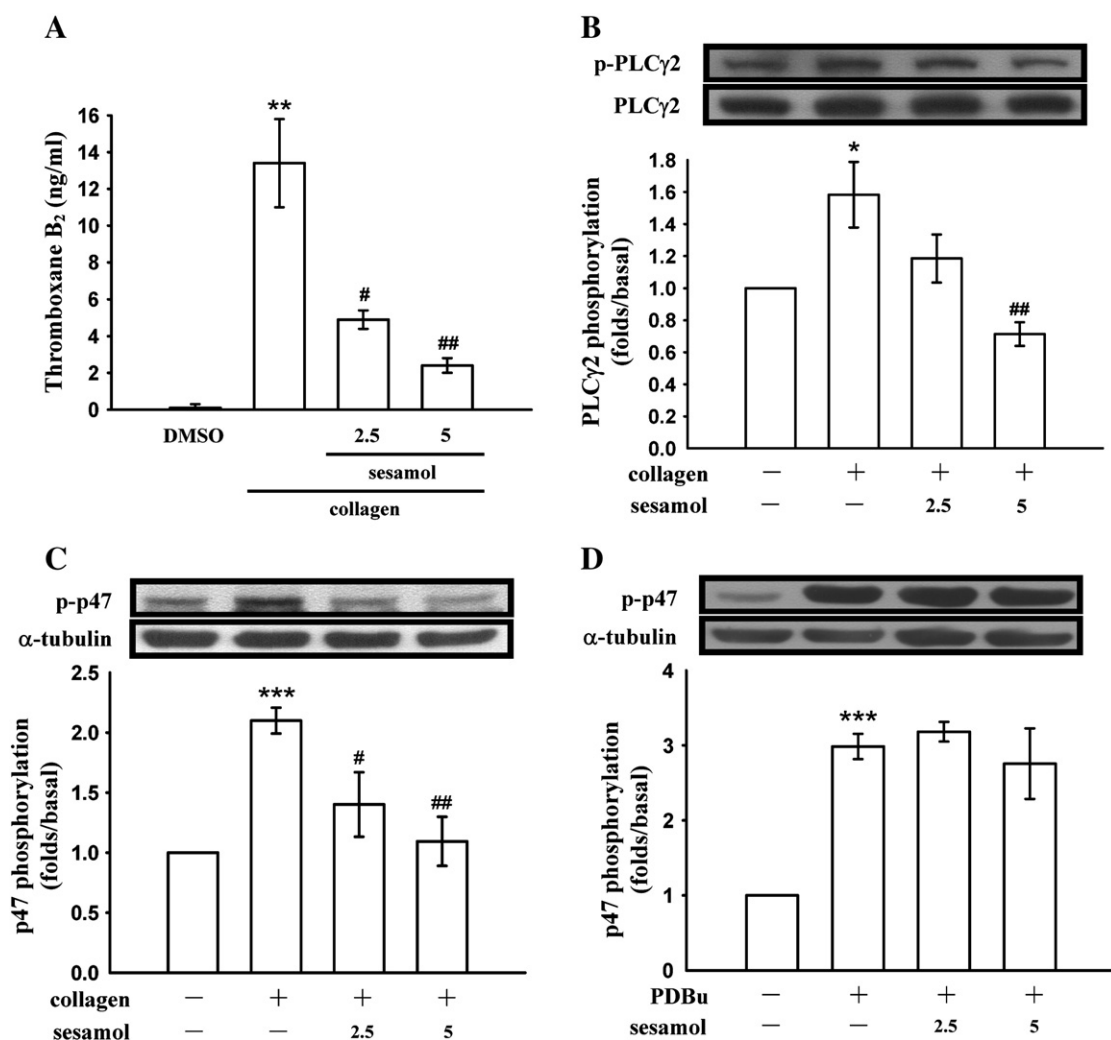 A
Thromboxane B₂ (ng/ml)
16
14
12
10
8
6
4
2
0
**
#
##
DMSO
2.5 5
sesamol
collagen
B
p-PLCγ2
PLCγ2
PLCγ2 phosphorylation
(folds/basal)
1.8
1.6
1.4
1.2
1.0
0.8
0.6
0.4
0.2
0.0
*
##
collagen − + + +
sesamol − − 2.5 5
C
p-p47
α-tubulin
p47 phosphorylation
(folds/basal)
2.5
2.0
1.5
1.0
0.5
0.0
***
#
##
collagen − + + +
sesamol − − 2.5 5
D
p-p47
α-tubulin
p47 phosphorylation
(folds/basal)
4
3
2
1
0
***
PDBu − + + +
sesamol − − 2.5 5